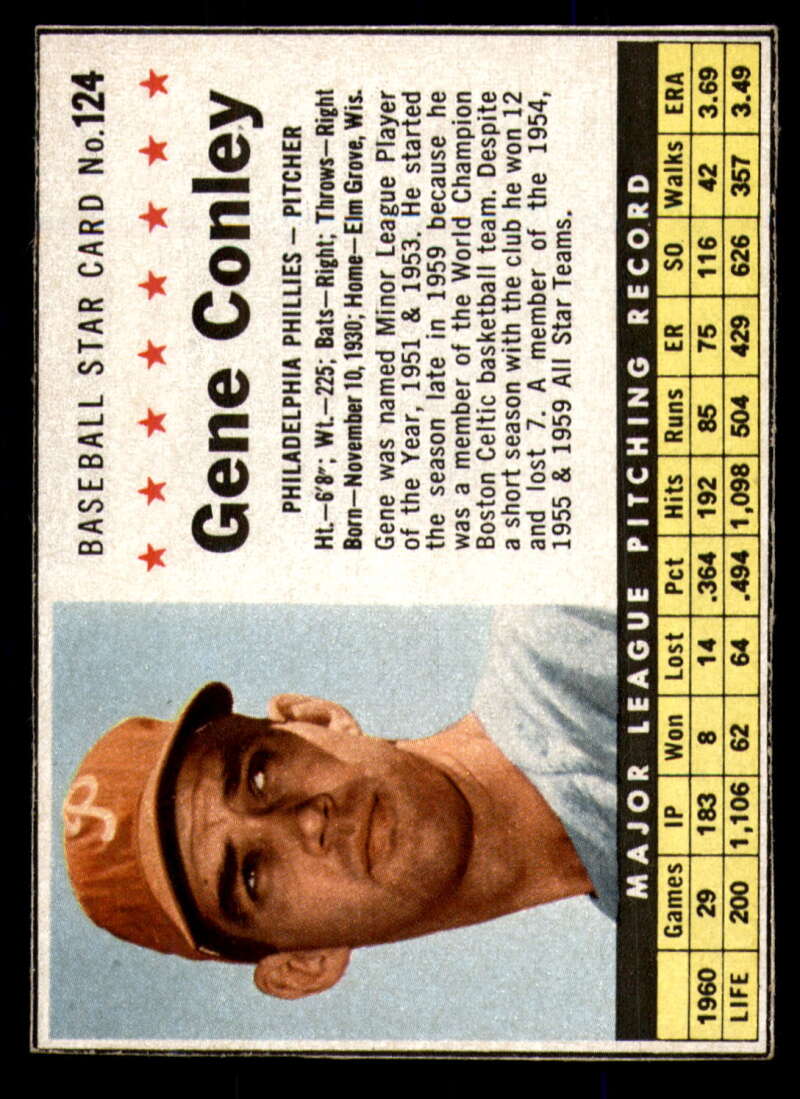 BASEBALL STAR CARD No.124
Gene Conley
PHILADELPHIA PHILLIES – PITCHER
Ht.–6'8"; Wt.–225; Bats–Right; Throws–Right
Born–November 10, 1930; Home–Elm Grove, Wis.
Gene was named Minor League Player
of the Year, 1951 & 1953. He started
the season late in 1959 because he
was a member of the World Champion
Boston Celtic basketball team. Despite
a short season with the club he won 12
and lost 7. A member of the 1954,
1955 & 1959 All Star Teams.
P
MAJOR LEAGUE PITCHING RECORD
Games IP Won Lost Pct Hits Runs ER SO Walks ERA
1960 29 183 8 14 .364 192 85 75 116 42 3.69
LIFE 200 1,106 62 64 .494 1,098 504 429 626 357 3.49